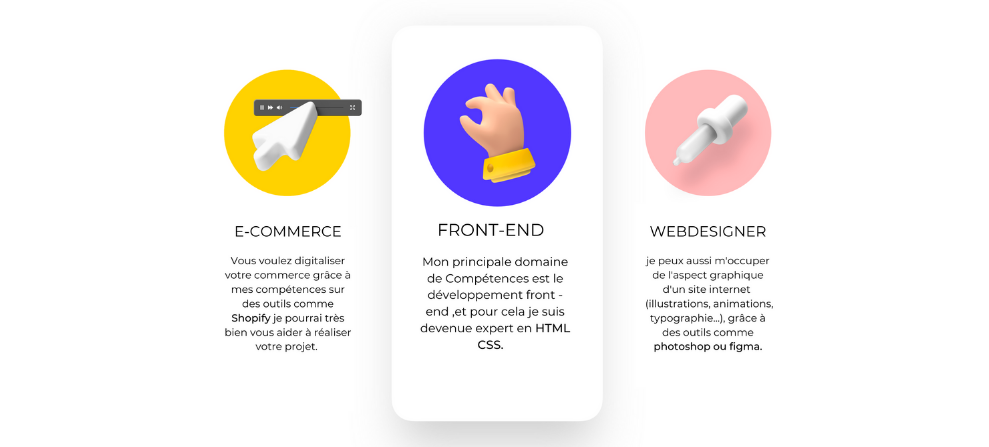 E-COMMERCE
Vous voulez digitaliser
votre commerce grâce à
mes compétences sur
des outils comme
Shopify je pourrai très
bien vous aider à réaliser
votre projet.
FRONT-END
Mon principale domaine
de Compétences est le
développement front -
end ,et pour cela je suis
devenue expert en HTML
CSS.
WEBDESIGNER
je peux aussi m'occuper
de l'aspect graphique
d'un site internet
(illustrations, animations,
typographie...), grâce à
des outils comme
photoshop ou figma.